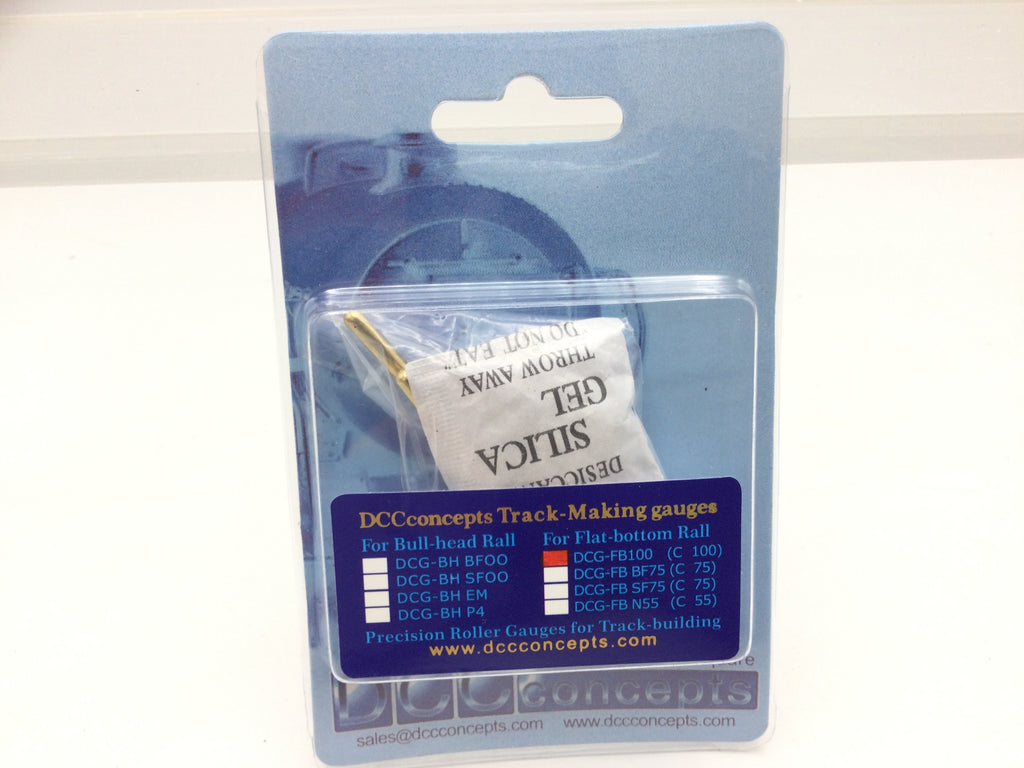 "DO NOT EAT"
THROW AWAY
GEL
SILICA
DCCconcepts Track-Making gauges
For Bull-head Rall
For Flat-bottom Rall
DCG-BH BFOO
DCG-FB100 (C 100)
DCG-BH SFOO
DCG-FB BF75 (C 75)
DCG-BH EM
DCG-FB SF75 (C 75)
DCG-BH P4
DCG-FB N55 (C 55)
Precision Roller Gauges for Track-building
www.dccconcepts.com
DCCconcepts
sales@dccconcepts.com www.dccconcepts.com